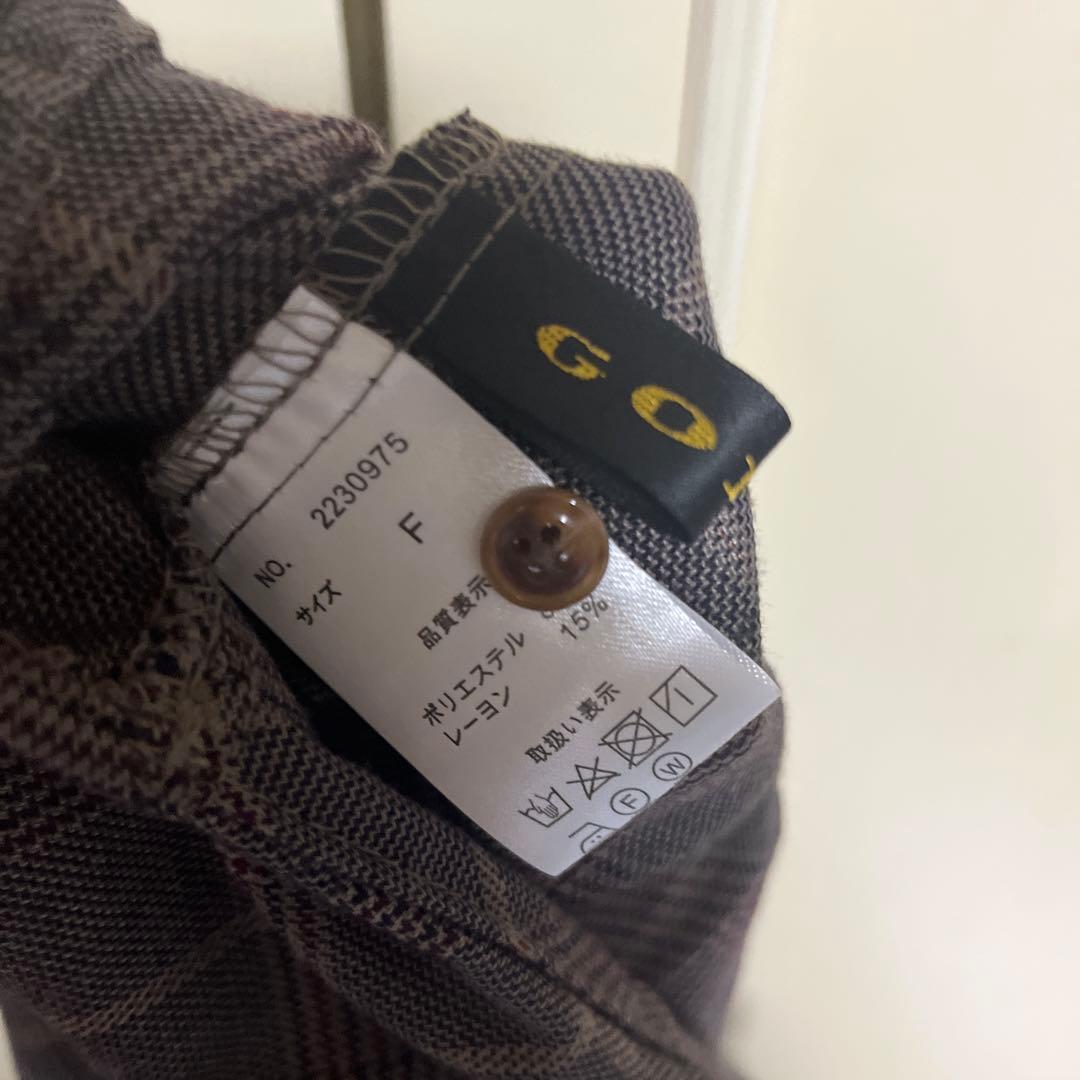 G O
NO. 2230975
サイズ F
品質表示
ポリエステル
レーヨン 15%
取扱い表示
F W